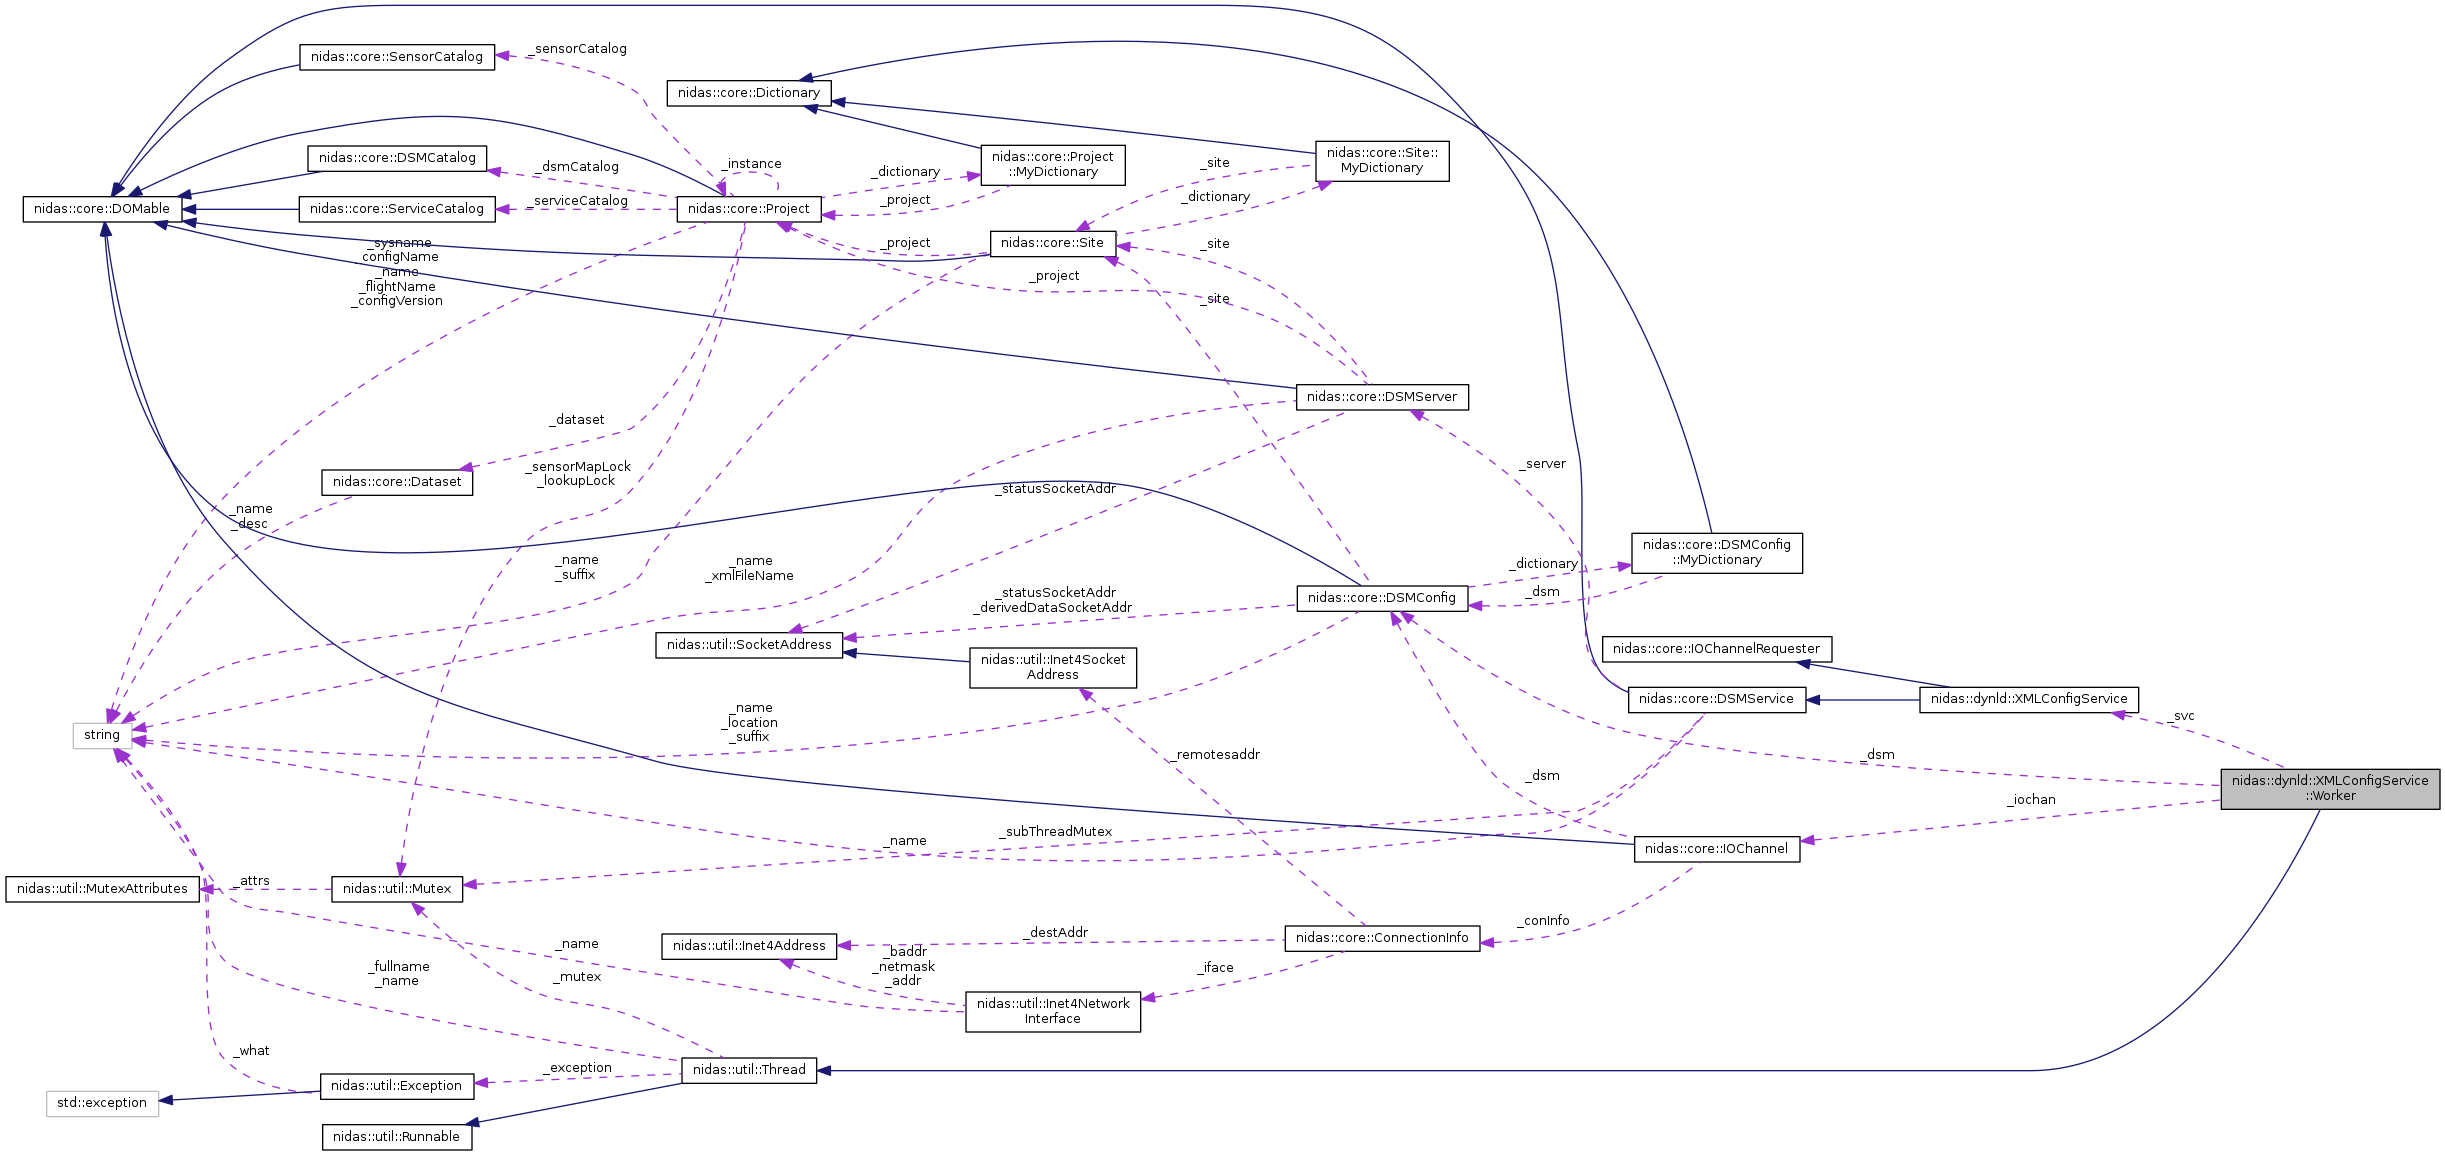 _sensorCatalog
nidas::core::SensorCatalog
nidas::core::Dictionary
nidas::core::DSMCatalog
_dsmCatalog
_instance
nidas::core::Project
::MyDictionary
nidas::core::Site::
MyDictionary
_site
_dictionary
_project
_dictionary
nidas::core::DOMable
nidas::core::ServiceCatalog
_serviceCatalog
nidas::core::Project
nidas::core::Site
_project
_site
_project
_site
_sysname
_configName
_name
_flightName
_configVersion
nidas::core::DSMServer
_dataset
nidas::core::Dataset
_sensorMapLock
_lookupLock
_server
_statusSocketAddr
_name
_desc
nidas::core::DSMConfig
::MyDictionary
_name
_suffix
_name
_xmlFileName
_dictionary
_dsm
_statusSocketAddr
_derivedDataSocketAddr
nidas::core::DSMConfig
nidas::util::SocketAddress
nidas::util::Inet4Socket
Address
nidas::core::IOChannelRequester
nidas::core::DSMService
nidas::dynld::XMLConfigService
_svc
string
_name
_location
_suffix
_remotesaddr
_dsm
_dsm
nidas::dynld::XMLConfigService
::Worker
_iochan
_subThreadMutex
_name
nidas::core::IOChannel
nidas::util::MutexAttributes
_attrs
nidas::util::Mutex
_conInfo
nidas::util::Inet4Address
_destAddr
nidas::core::ConnectionInfo
_name
_baddr
_netmask
_addr
_iface
_fullname
_name
_mutex
nidas::util::Inet4Network
Interface
_what
_exception
nidas::util::Thread
nidas::util::Exception
std::exception
nidas::util::Runnable